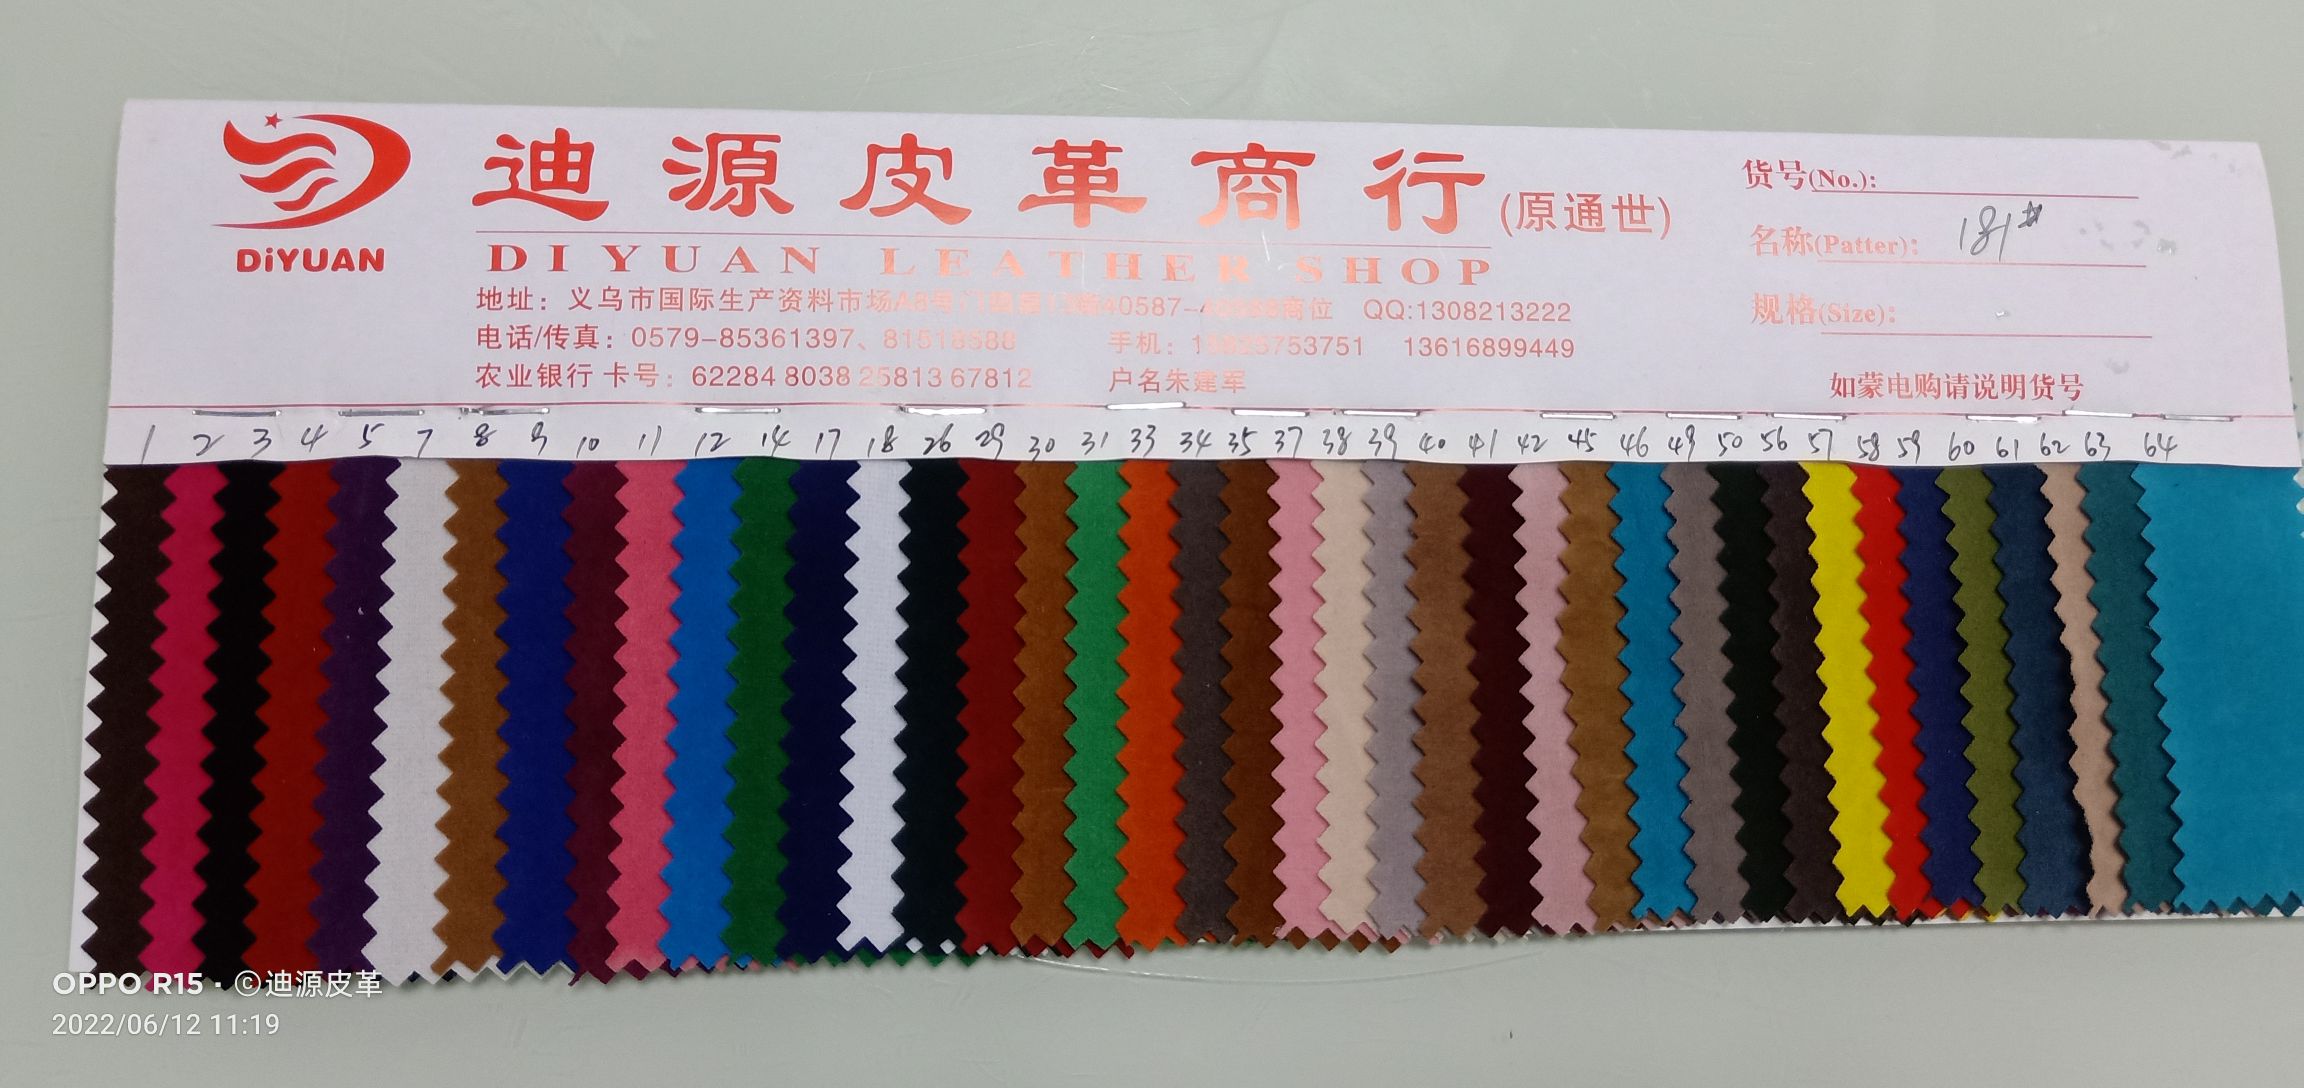 迪源皮革商行(原通世)
DiYUAN
DI YUAN LEATHER SHOP
地址：义乌市国际生产资料市场A8号门 40587- 商位 QQ:1308213222
电话/传真：0579-85361397、81518588 手机： 13616899449
农业银行 卡号：62284 8038 25813 67812 户名朱建军
货号(No.):
名称(Patter): 181#
规格(Size):
如蒙电购请说明货号
1 2 3 4 5 7 8 9 10 11 12 14 17 18 26 29 30 31 33 34 35 37 38 39 40 41 42 45 46 49 50 56 57 58 59 60 61 62 63 64
OPPO R15 · ©迪源皮革
2022/06/12 11:19